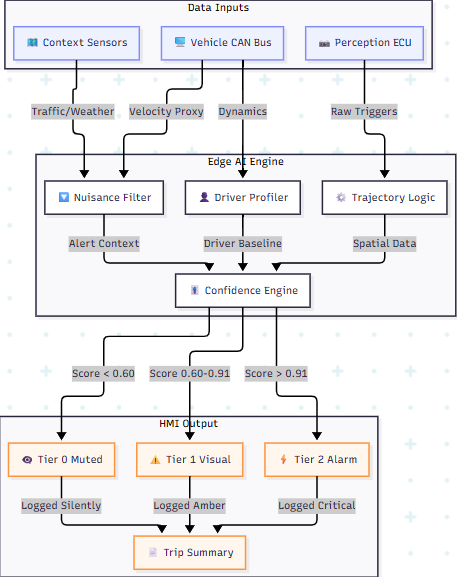 Data Inputs
Context Sensors
Vehicle CAN Bus
Perception ECU
Traffic/Weather
Velocity Proxy
Dynamics
Raw Triggers
Edge AI Engine
Nuisance Filter
Driver Profiler
Trajectory Logic
Alert Context
Driver Baseline
Spatial Data
Confidence Engine
Score < 0.60
Score 0.60-0.91
Score > 0.91
HMI Output
Tier 0 Muted
Tier 1 Visual
Tier 2 Alarm
Logged Silently
Logged Amber
Logged Critical
Trip Summary